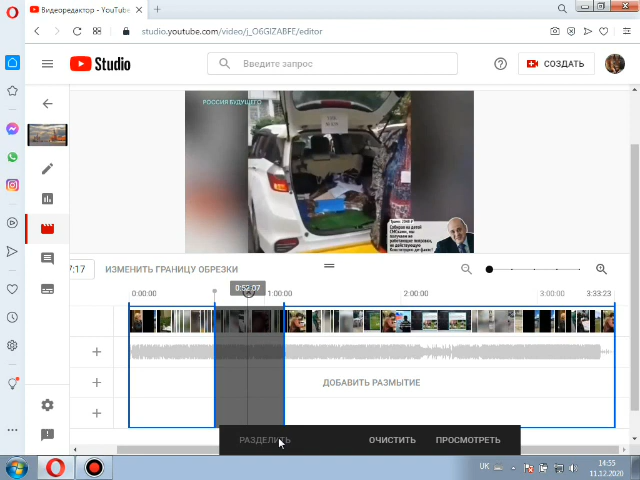 Видеоредактор - YouTube
studio.youtube.com/video/j_O6GIZABFE/editor
Studio
Введите запрос
СОЗДАТЬ
РОССИЯ БУДУЩЕГО
7:17
ИЗМЕНИТЬ ГРАНИЦУ ОБРЕЗКИ
0:52:07
0:00:00
1:00:00
2:00:00
3:00:00
3:33:23
ДОБАВИТЬ РАЗМЫТИЕ
РАЗДЕЛИТЬ
ОЧИСТИТЬ
ПРОСМОТРЕТЬ
UK
14:55
11.12.2020